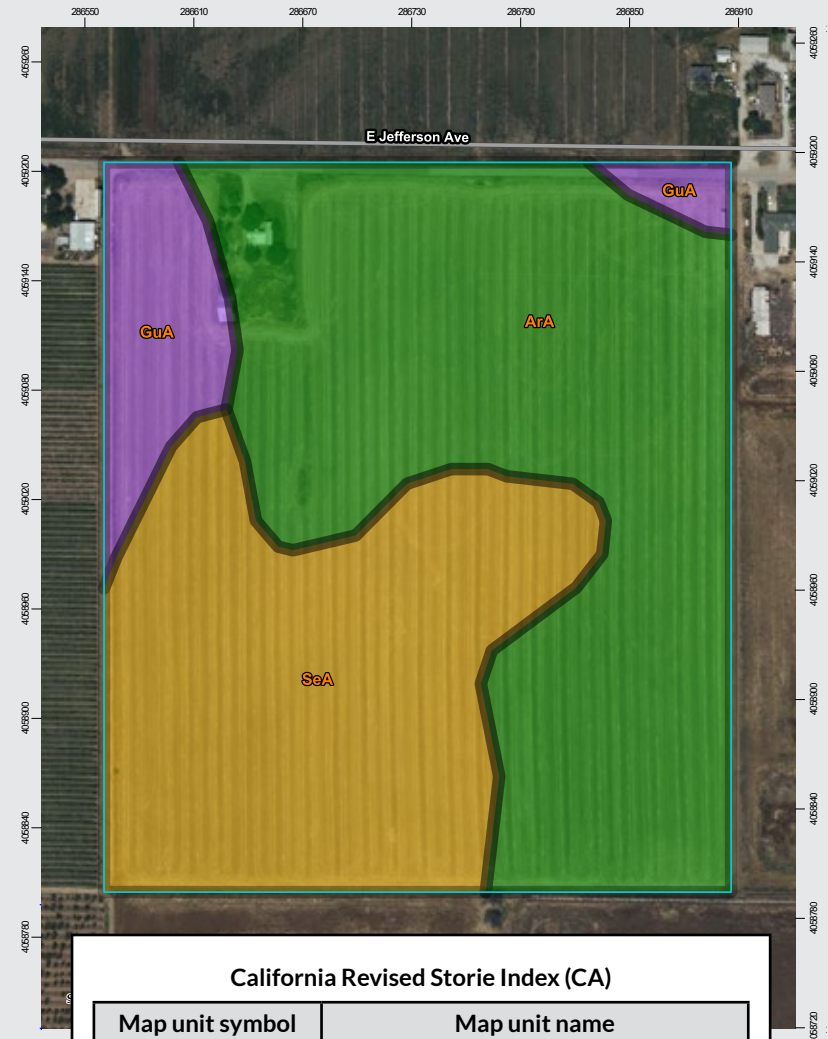 286550 286610 286670 286730 286790 286850 286910
4059260 4059260
E Jefferson Ave
4059200 4059200
GuA
4059140 4059140
ArA
GuA
4059080 4059080
4059020 4059020
4058960 4058960
SeA
4058900 4058900
4058840 4058840
4058780 4058780
California Revised Storie Index (CA)
Map unit symbol Map unit name
4058720